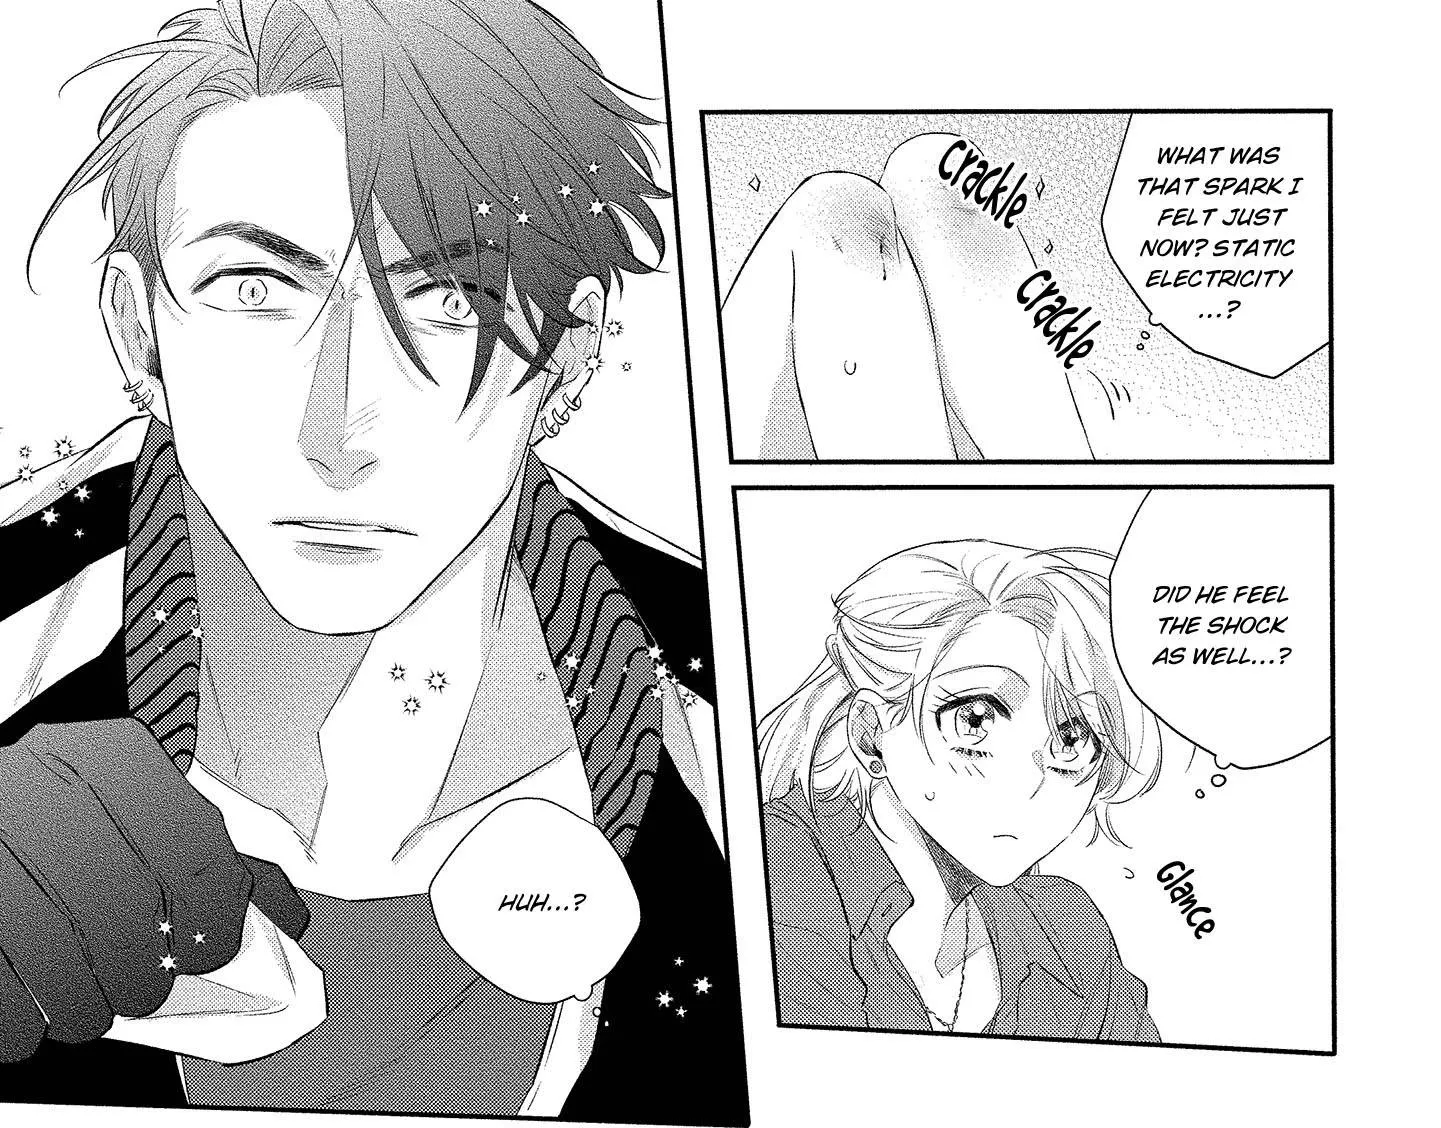 WHAT WAS
THAT SPARK I
FELT JUST
NOW? STATIC
ELECTRICITY
...?
Crackle
Crackle
DID HE FEEL
THE SHOCK
AS WELL...?
Glance
HUH...?